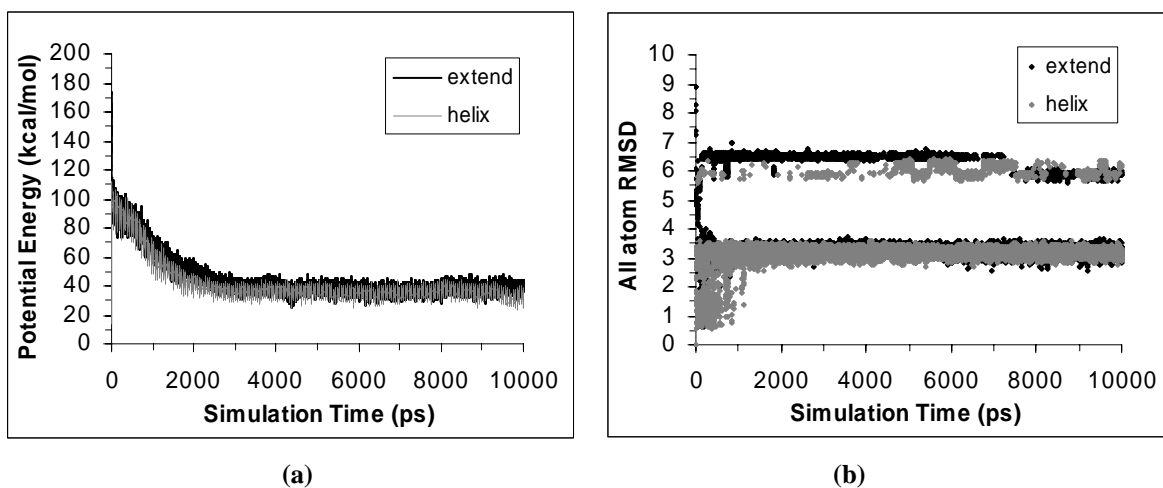 Potential Energy (kcal/mol)
200
180
160
140
120
100
80
60
40
20
0
extend
helix
0 2000 4000 6000 8000 10000
Simulation Time (ps)
(a)
All atom RMSD
10
9
8
7
6
5
4
3
2
1
0
extend
helix
0 2000 4000 6000 8000 10000
Simulation Time (ps)
(b)